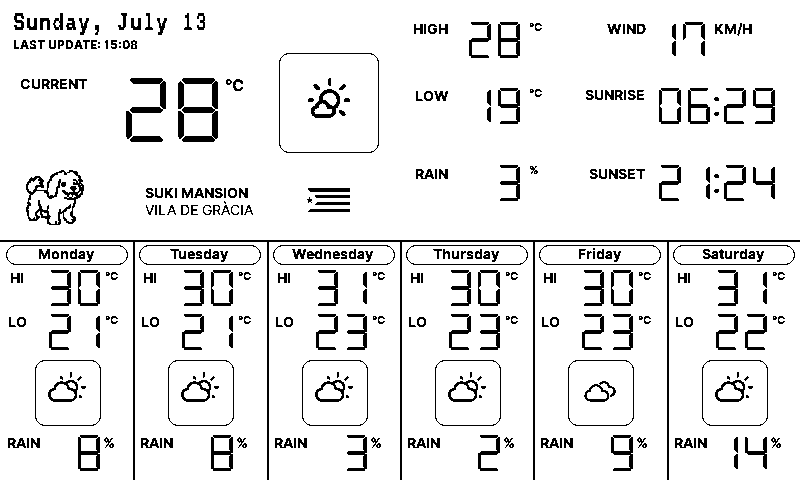 Sunday, July 13
LAST UPDATE: 15:08
CURRENT 28 °C
SUKI MANSION
VILA DE GRÀCIA
HIGH 28 °C
LOW 19 °C
RAIN 3 %
WIND 17 KM/H
SUNRISE 06:29
SUNSET 21:24
Monday
HI 30 °C
LO 21 °C
RAIN 8 %
Tuesday
HI 30 °C
LO 21 °C
RAIN 8 %
Wednesday
HI 31 °C
LO 23 °C
RAIN 3 %
Thursday
HI 30 °C
LO 23 °C
RAIN 2 %
Friday
HI 30 °C
LO 23 °C
RAIN 9 %
Saturday
HI 31 °C
LO 22 °C
RAIN 14 %